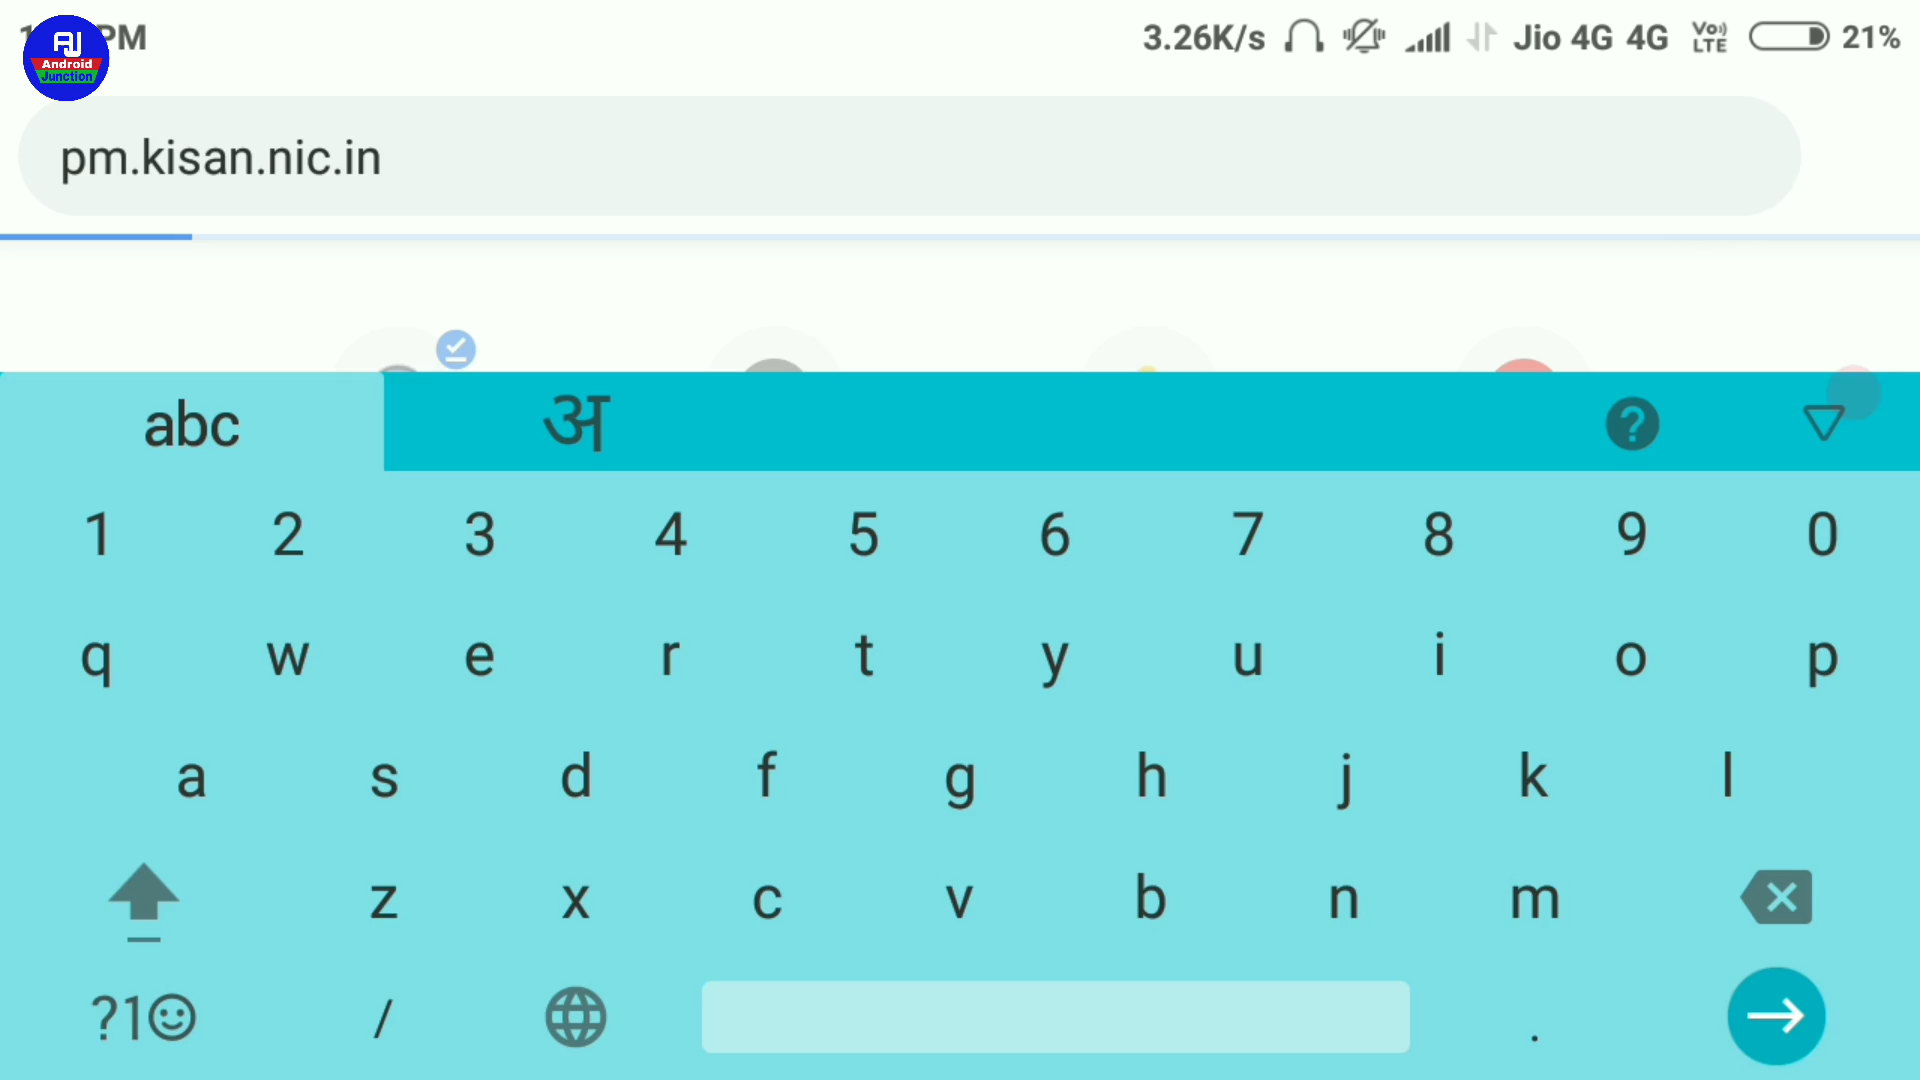 PM
3.26K/s Jio 4G 4G Vo)) LTE 21%
AJ
Android
Junction
pm.kisan.nic.in
abc अ ?
1 2 3 4 5 6 7 8 9 0
q w e r t y u i o p
a s d f g h j k l
z x c v b n m
?1☺ / .